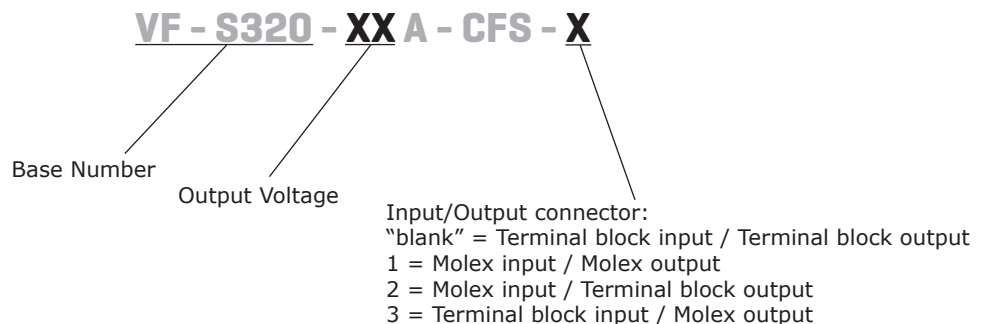 VF - S320 - XX A - CFS - X
Base Number
Output Voltage
Input/Output connector:
“blank” = Terminal block input / Terminal block output
1 = Molex input / Molex output
2 = Molex input / Terminal block output
3 = Terminal block input / Molex output